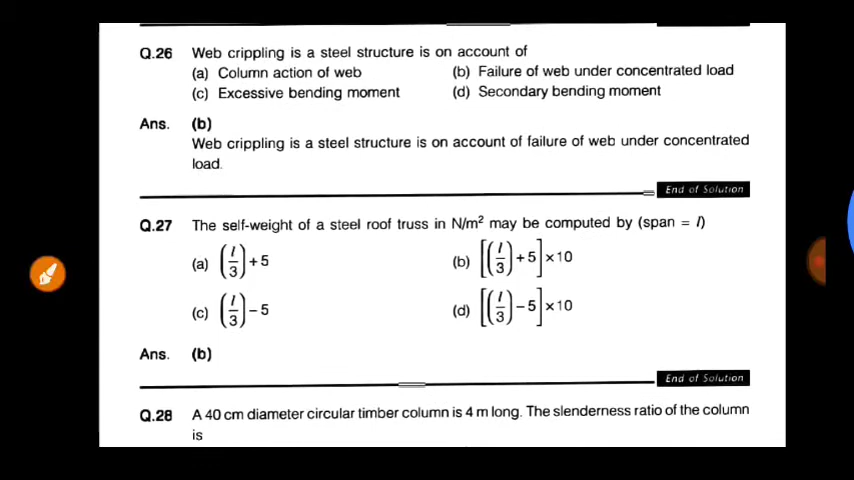 Q.26 Web crippling is a steel structure is on account of
(a) Column action of web (b) Failure of web under concentrated load
(c) Excessive bending moment (d) Secondary bending moment
Ans. (b)
Web crippling is a steel structure is on account of failure of web under concentrated
load.
End of Solution
Q.27 The self-weight of a steel roof truss in N/m² may be computed by (span = l)
(a) (l/3) + 5 (b) [(l/3) + 5] × 10
(c) (l/3) − 5 (d) [(l/3) − 5] × 10
Ans. (b)
End of Solution
Q.28 A 40 cm diameter circular timber column is 4 m long. The slenderness ratio of the column
is